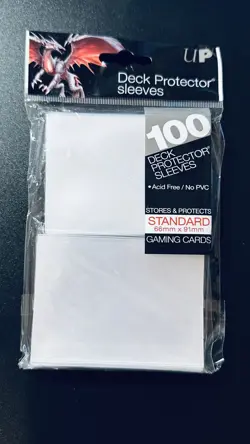 UP
Deck Protector®
sleeves
100
DECK
PROTECTOR®
SLEEVES
•Acid Free / No PVC
STORES & PROTECTS
STANDARD
66mm x 91mm
GAMING CARDS